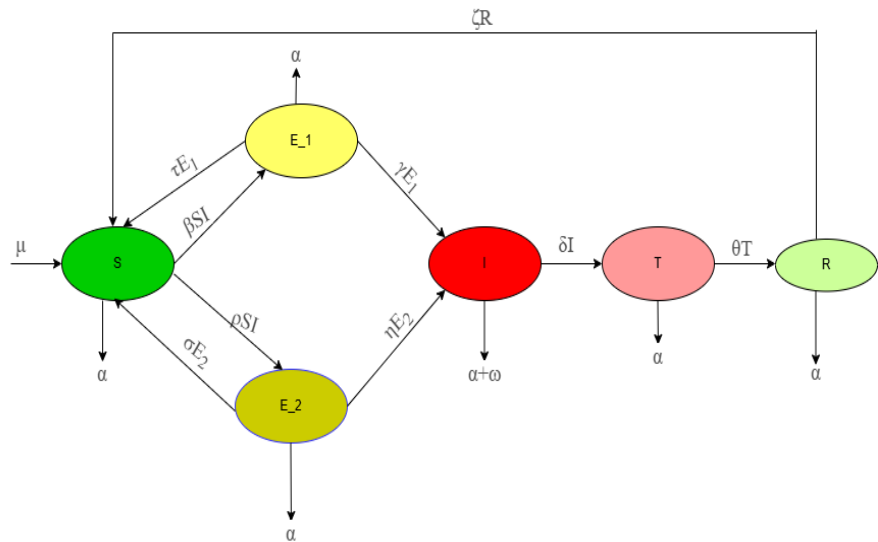 ζR
α
E_1
τE₁
γE₁
βSI
μ
S
I
δI
T
θT
R
ρSI
ηE₂
σE₂
α
α+ω
α
α
E_2
α